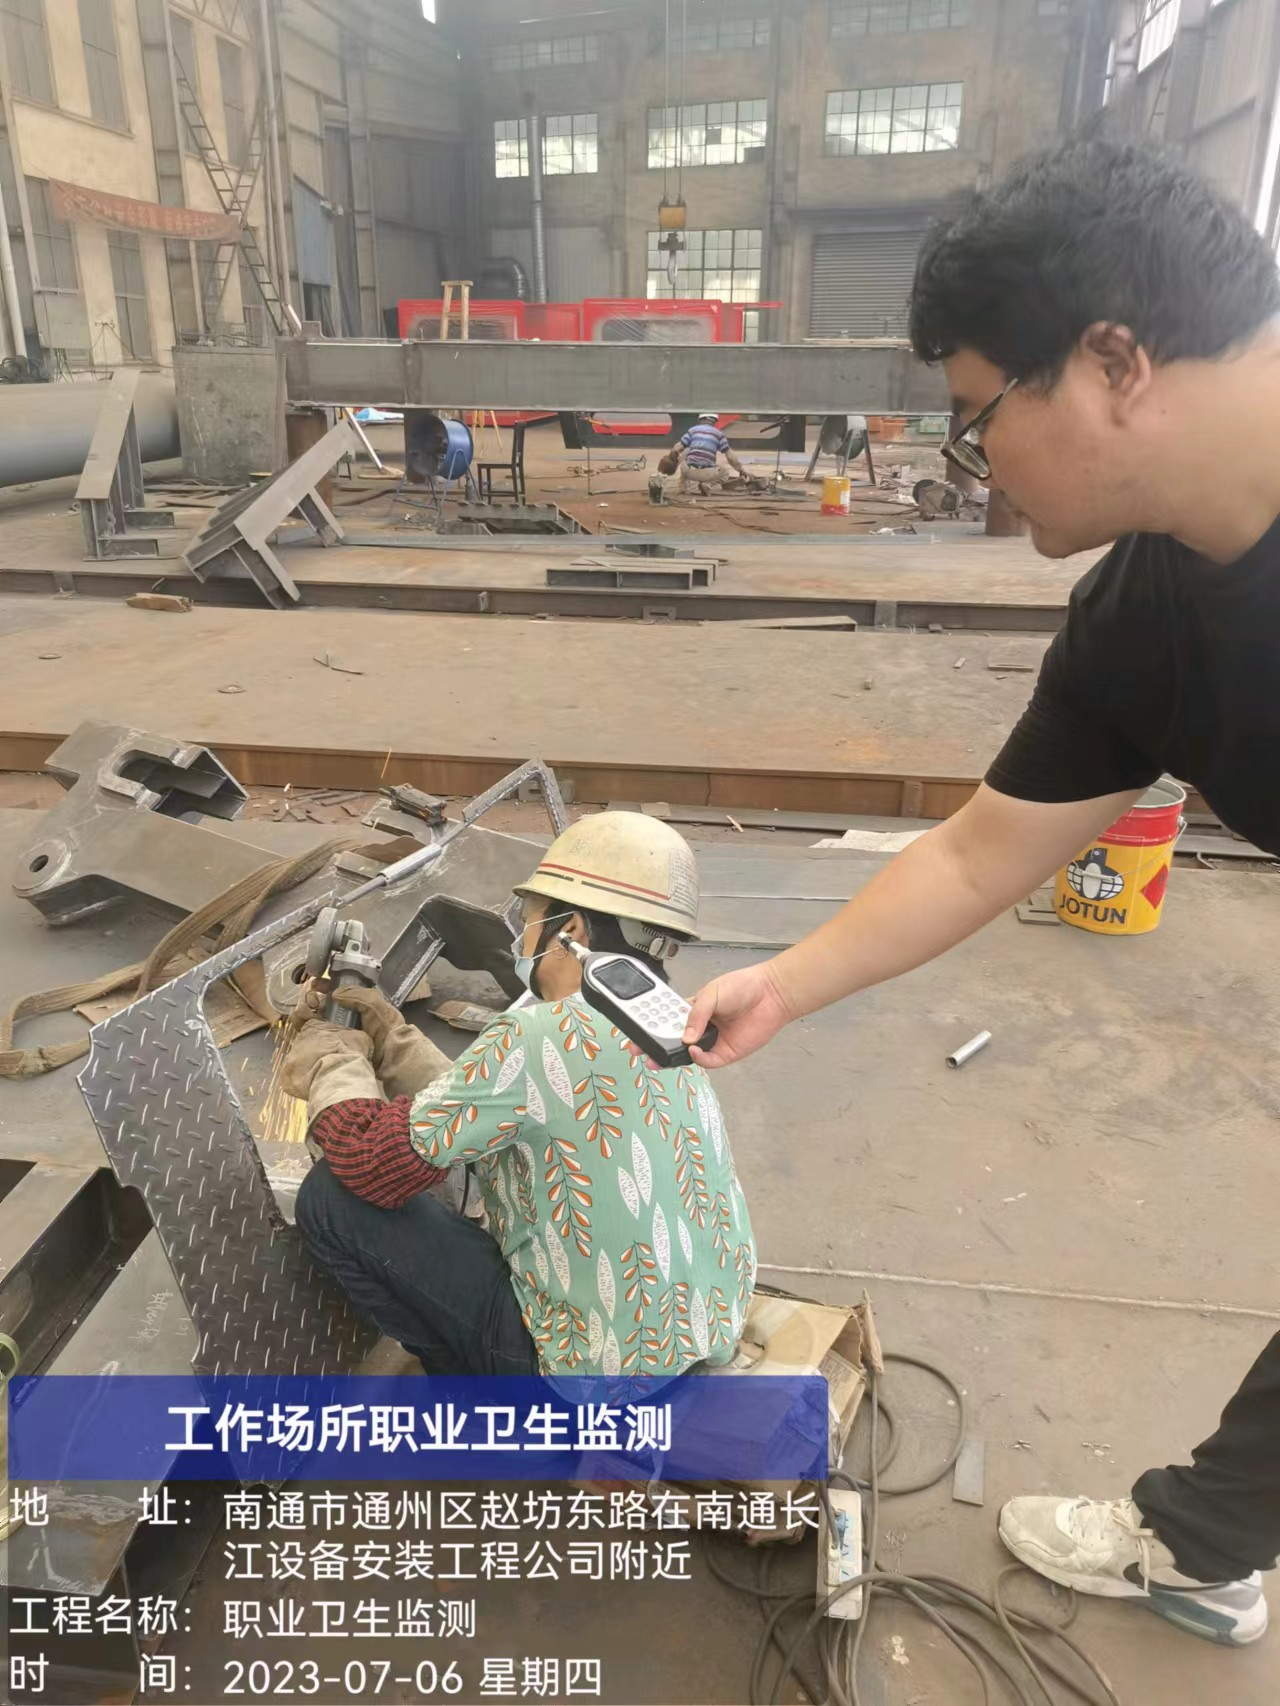 JOTUN
工作场所职业卫生监测
地 址：南通市通州区赵坊东路在南通长
江设备安装工程公司附近
工程名称：职业卫生监测
时 间：2023-07-06 星期四